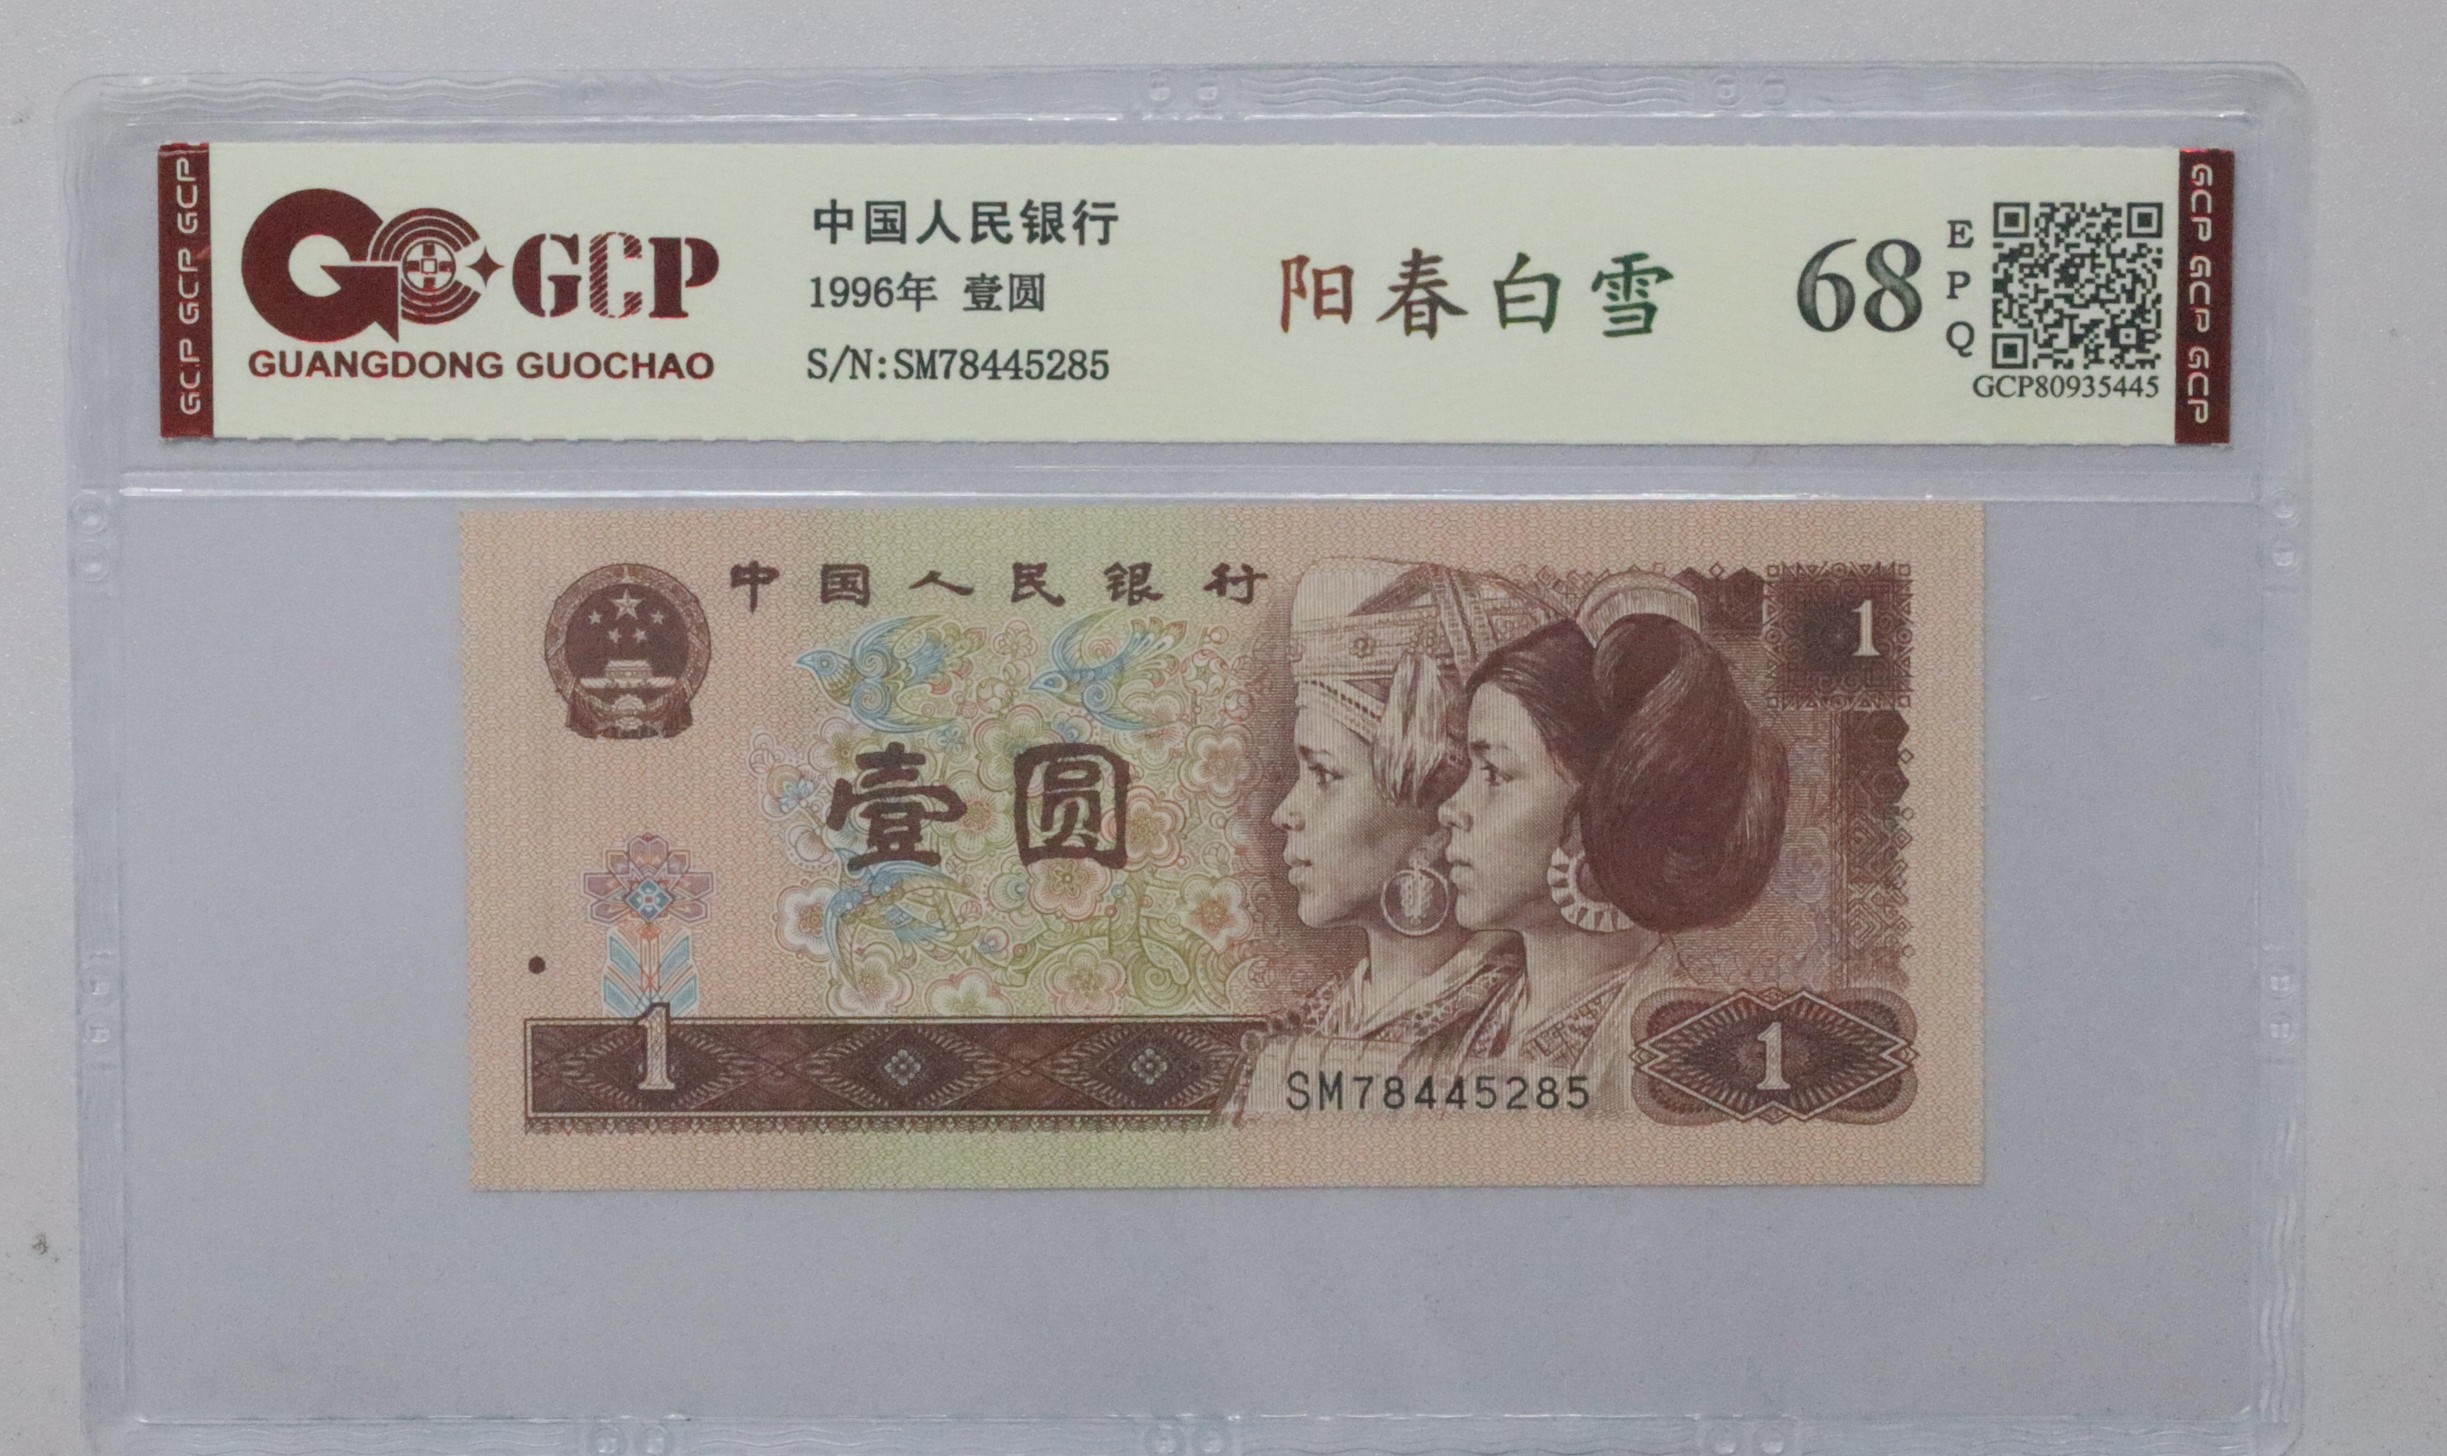 GCP GCP GCP
GCP
GUANGDONG GUOCHAO
中国人民银行
1996年 壹圆
S/N:SM78445285
阳春白雪
68
EPQ
GCP80935445
GCP GCP GCP
中国人民银行
1
壹圆
1
SM78445285
1